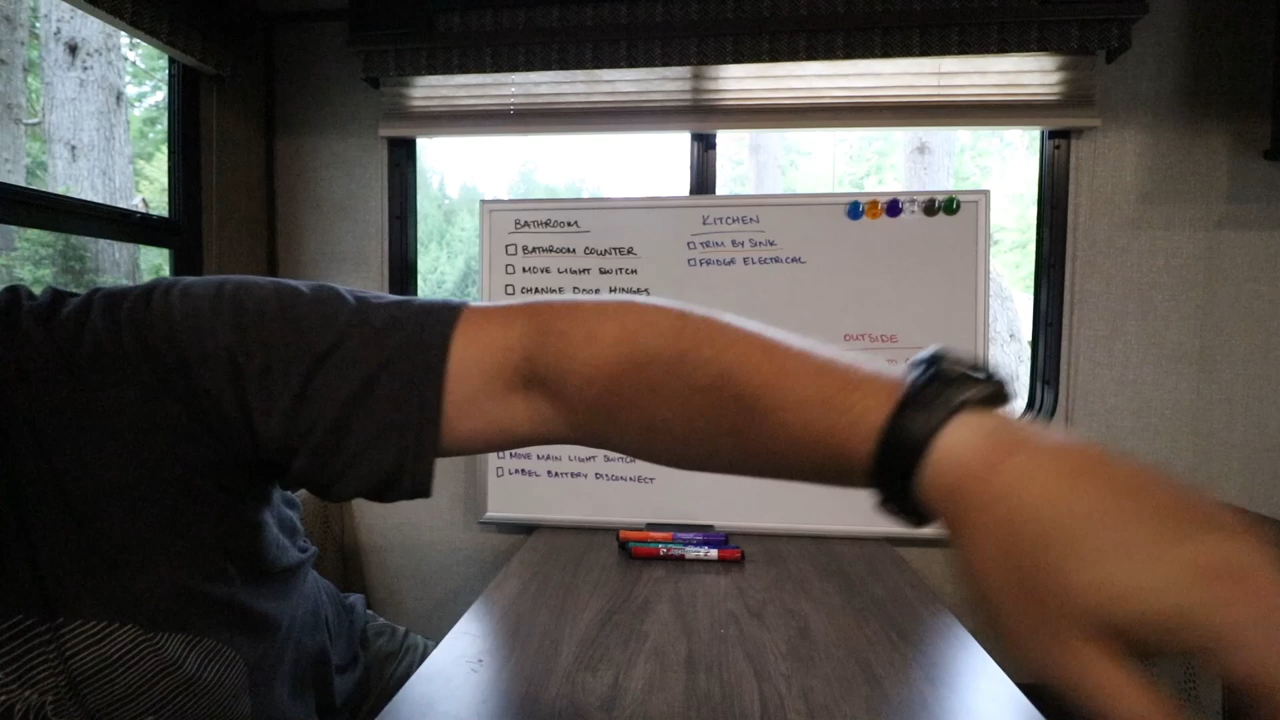 BATHROOM
BATHROOM COUNTER
MOVE LIGHT SWITCH
CHANGE DOOR HINGES
KITCHEN
TRIM BY SINK
FRIDGE ELECTRICAL
OUTSIDE
TO
MOVE MAIN LIGHT SWITCH
LABEL BATTERY DISCONNECT